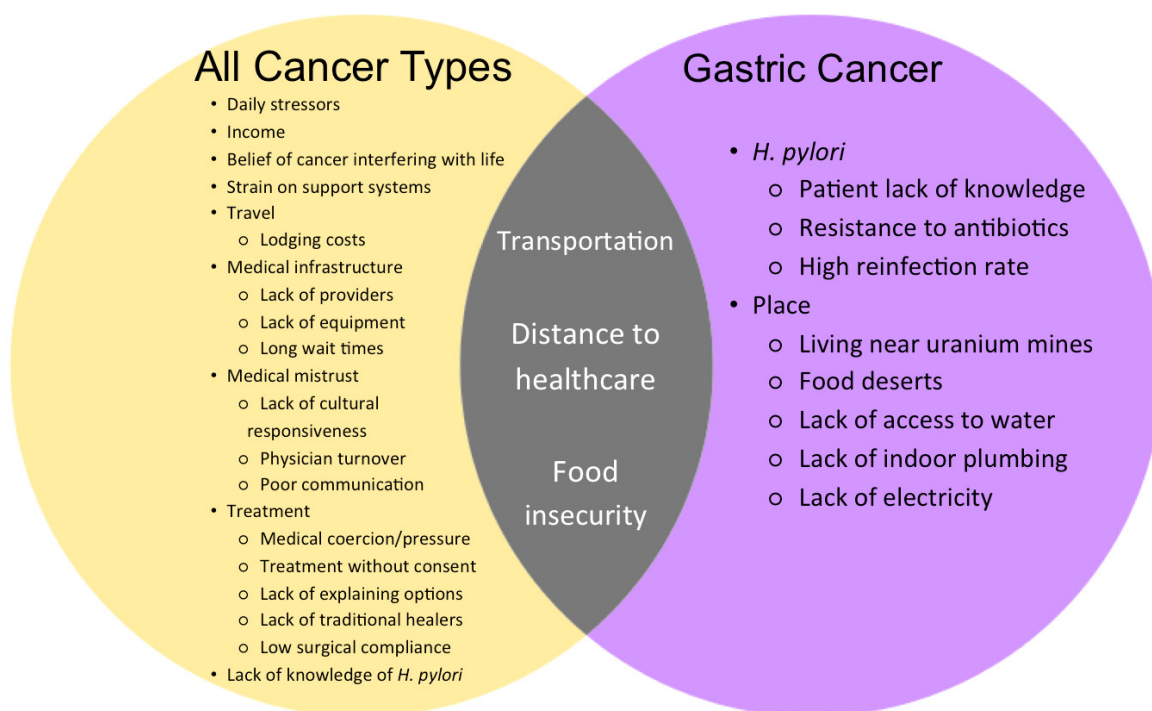 All Cancer Types
• Daily stressors
• Income
• Belief of cancer interfering with life
• Strain on support systems
• Travel
o Lodging costs
• Medical infrastructure
o Lack of providers
o Lack of equipment
o Long wait times
• Medical mistrust
o Lack of cultural
responsiveness
o Physician turnover
o Poor communication
• Treatment
o Medical coercion/pressure
o Treatment without consent
o Lack of explaining options
o Lack of traditional healers
o Low surgical compliance
• Lack of knowledge of H. pylori
Transportation
Distance to
healthcare
Food
insecurity
Gastric Cancer
• H. pylori
o Patient lack of knowledge
o Resistance to antibiotics
o High reinfection rate
• Place
o Living near uranium mines
o Food deserts
o Lack of access to water
o Lack of indoor plumbing
o Lack of electricity